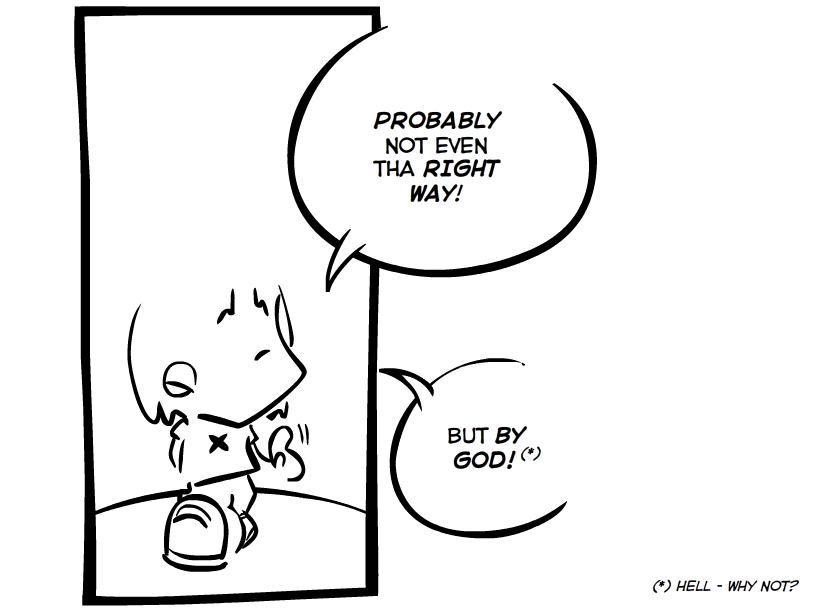 PROBABLY
NOT EVEN
THA RIGHT
WAY!
BUT BY
GOD! (*)
(*) HELL - WHY NOT?